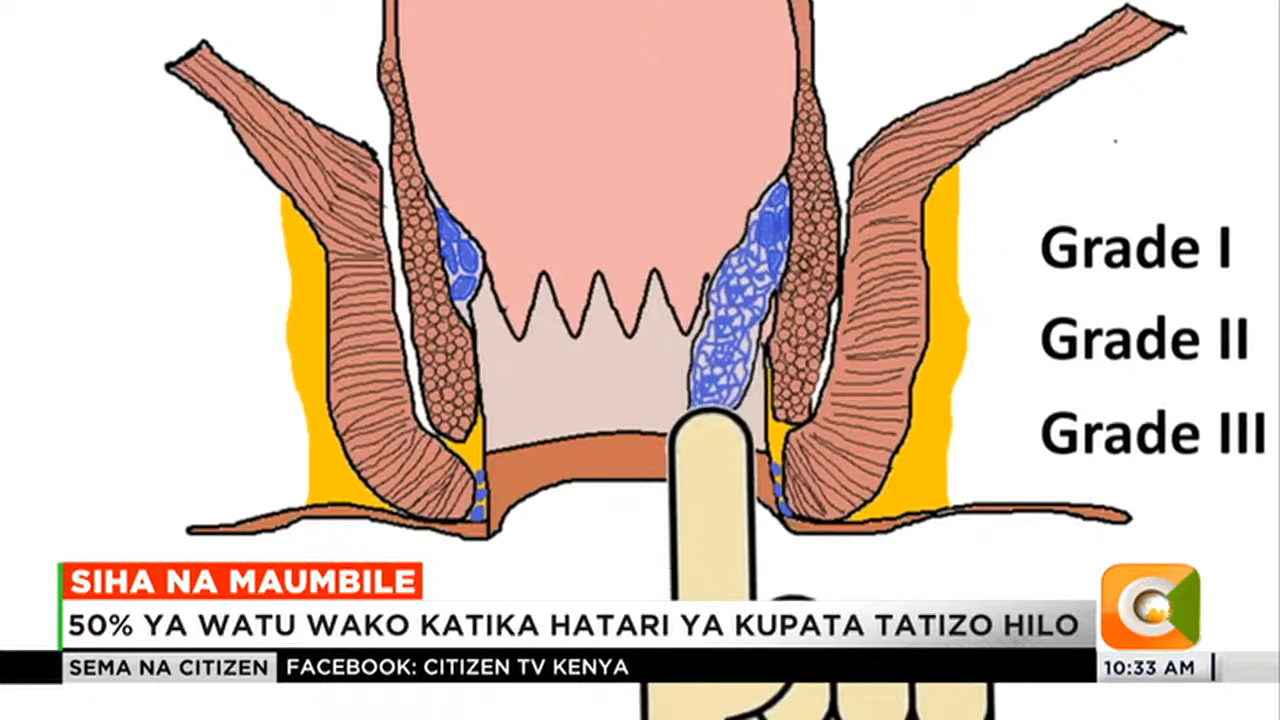 Grade I
Grade II
Grade III
SIHA NA MAUMBILE
50% YA WATU WAKO KATIKA HATARI YA KUPATA TATIZO HILO
SEMA NA CITIZEN FACEBOOK: CITIZEN TV KENYA 10:33 AM